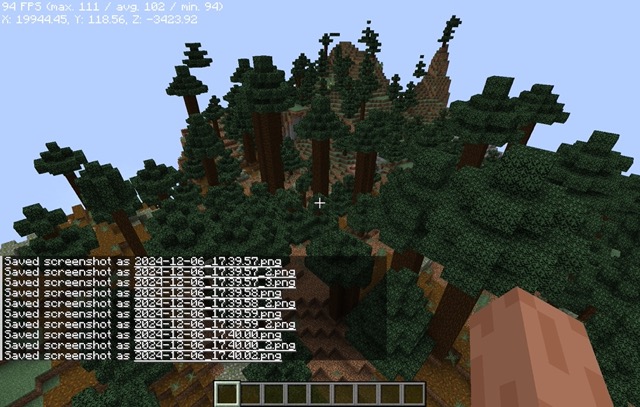 94 FPS (max. 111 / avg. 102 / min. 94)
X: 19944.45, Y: 118.56, Z: -3423.92
Saved screenshot as 2024-12-06_17.39.57.png
Saved screenshot as 2024-12-06_17.39.57_2.png
Saved screenshot as 2024-12-06_17.39.57_3.png
Saved screenshot as 2024-12-06_17.39.58.png
Saved screenshot as 2024-12-06_17.39.58_2.png
Saved screenshot as 2024-12-06_17.39.59.png
Saved screenshot as 2024-12-06_17.39.59_2.png
Saved screenshot as 2024-12-06_17.40.00.png
Saved screenshot as 2024-12-06_17.40.00_2.png
Saved screenshot as 2024-12-06_17.40.02.png